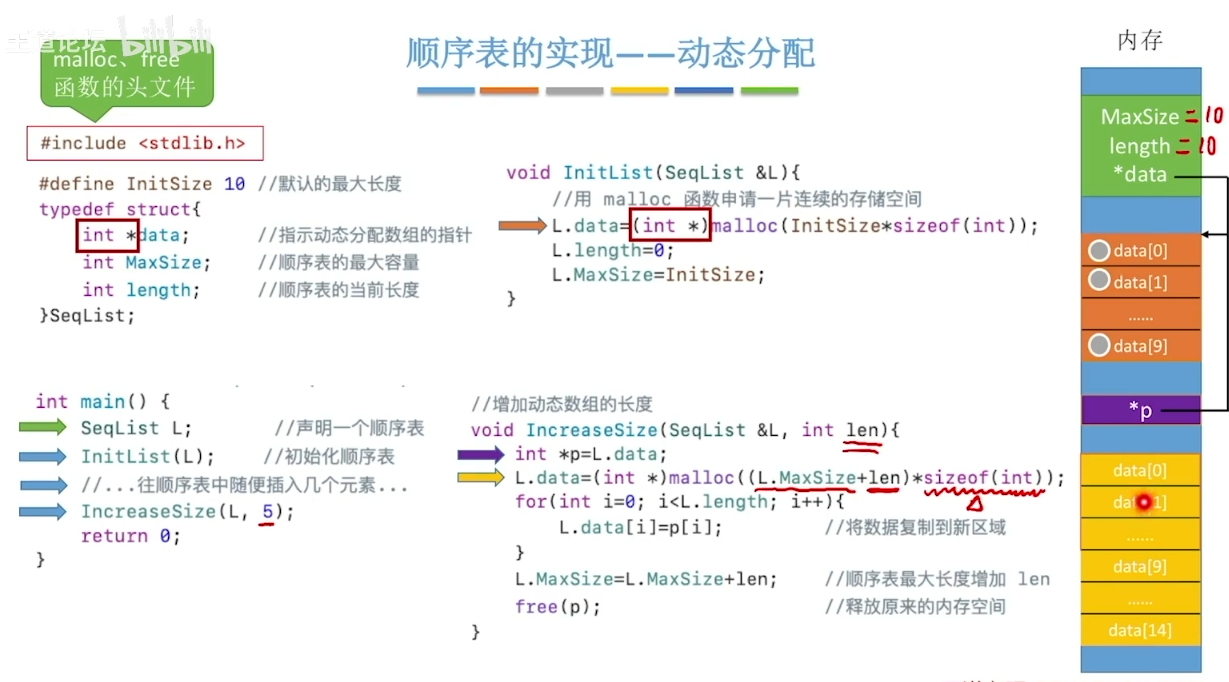 王道论坛 bilibili
顺序表的实现——动态分配
malloc、free
函数的头文件
#include <stdlib.h>
#define InitSize 10 //默认的最大长度
typedef struct{
int *data; //指示动态分配数组的指针
int MaxSize; //顺序表的最大容量
int length; //顺序表的当前长度
}SeqList;
void InitList(SeqList &L){
//用 malloc 函数申请一片连续的存储空间
L.data=(int *)malloc(InitSize*sizeof(int));
L.length=0;
L.MaxSize=InitSize;
}
int main() {
SeqList L; //声明一个顺序表
InitList(L); //初始化顺序表
//...往顺序表中随便插入几个元素...
IncreaseSize(L, 5);
return 0;
}
//增加动态数组的长度
void IncreaseSize(SeqList &L, int len){
int *p=L.data;
L.data=(int *)malloc((L.MaxSize+len)*sizeof(int));
for(int i=0; i<L.length; i++){
L.data[i]=p[i]; //将数据复制到新区域
}
L.MaxSize=L.MaxSize+len; //顺序表最大长度增加 len
free(p); //释放原来的内存空间
}
内存
MaxSize =10
length =10
*data
data[0]
data[1]
......
data[9]
*p
data[0]
data[1]
......
data[9]
......
data[14]